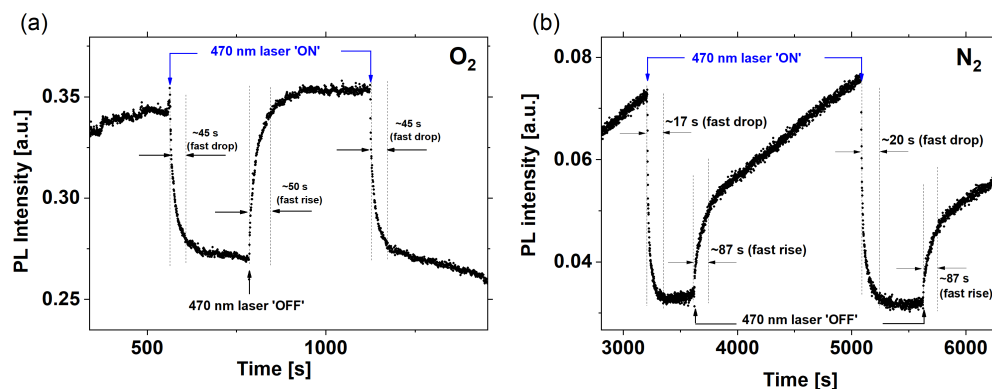 (a)
470 nm laser 'ON'
O2
0.35
0.30
0.25
PL Intensity [a.u.]
~45 s
(fast drop)
~50 s
(fast rise)
~45 s
(fast drop)
470 nm laser 'OFF'
500
1000
Time [s]
(b)
470 nm laser 'ON'
N2
0.08
0.06
0.04
PL intensity [a.u.]
~17 s (fast drop)
~20 s (fast drop)
~87 s (fast rise)
~87 s
(fast rise)
470 nm laser 'OFF'
3000
4000
5000
6000
Time [s]